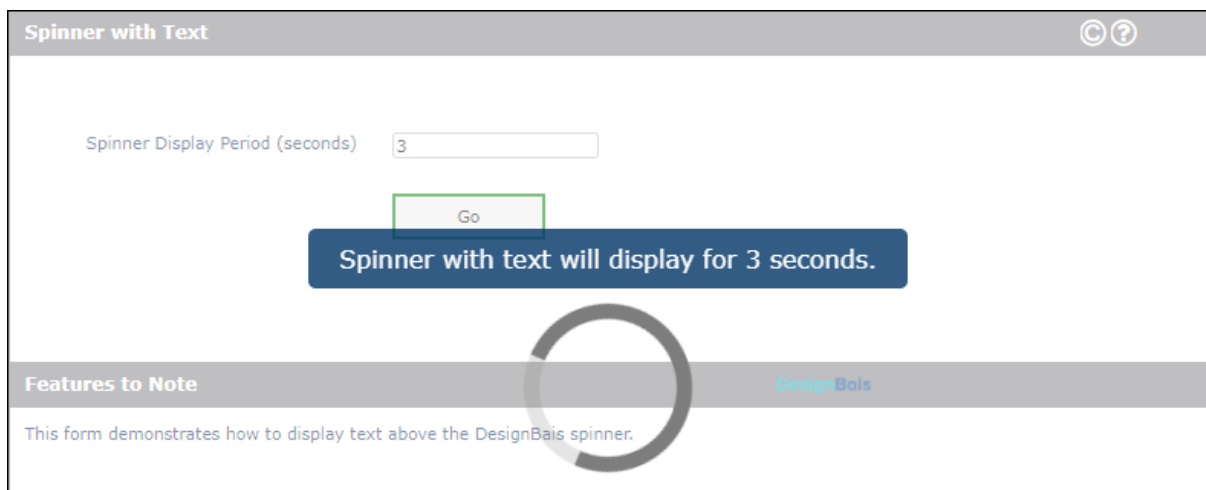 Spinner with Text
Spinner Display Period (seconds) 3
Go
Spinner with text will display for 3 seconds.
Features to Note DesignBais
This form demonstrates how to display text above the DesignBais spinner.